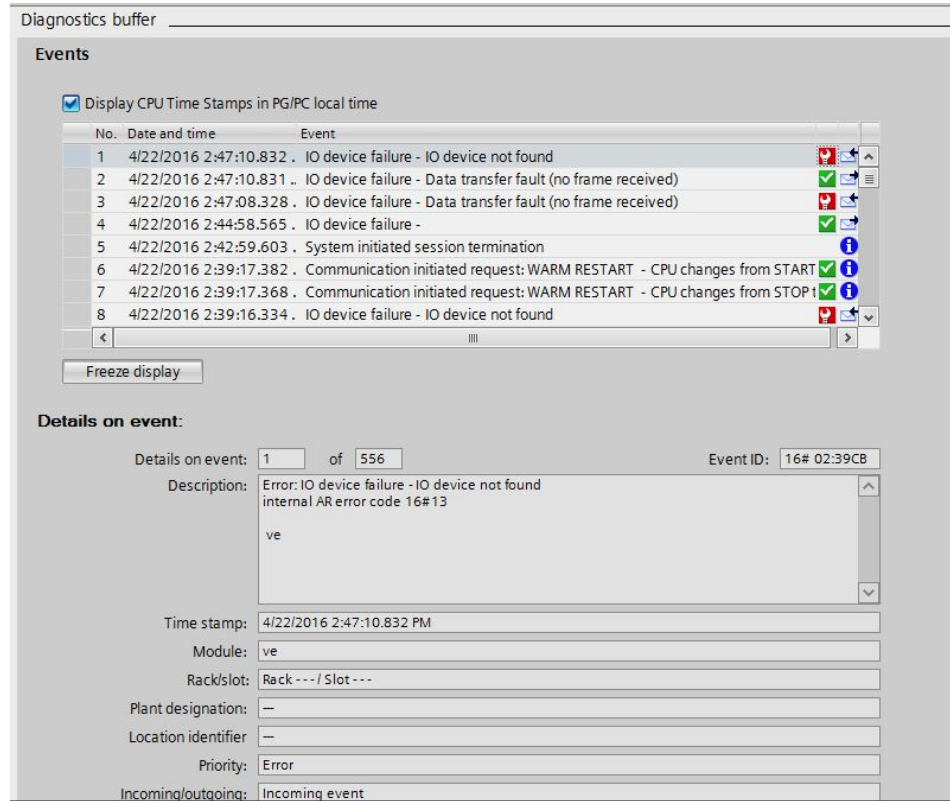 Diagnostics buffer
Events
Display CPU Time Stamps in PG/PC local time
No. Date and time Event
1 4/22/2016 2:47:10.832 . IO device failure - IO device not found
2 4/22/2016 2:47:10.831 .. IO device failure - Data transfer fault (no frame received)
3 4/22/2016 2:47:08.328 . IO device failure - Data transfer fault (no frame received)
4 4/22/2016 2:44:58.565 . IO device failure -
5 4/22/2016 2:42:59.603 . System initiated session termination
6 4/22/2016 2:39:17.382 . Communication initiated request: WARM RESTART - CPU changes from START
7 4/22/2016 2:39:17.368 . Communication initiated request: WARM RESTART - CPU changes from STOP t
8 4/22/2016 2:39:16.334 . IO device failure - IO device not found
Freeze display
Details on event:
Details on event: 1 of 556 Event ID: 16# 02:39CB
Description: Error: IO device failure - IO device not found
internal AR error code 16#13
ve
Time stamp: 4/22/2016 2:47:10.832 PM
Module: ve
Rack/slot: Rack - - - / Slot - - -
Plant designation: ---
Location identifier ---
Priority: Error
Incoming/outgoing: Incoming event